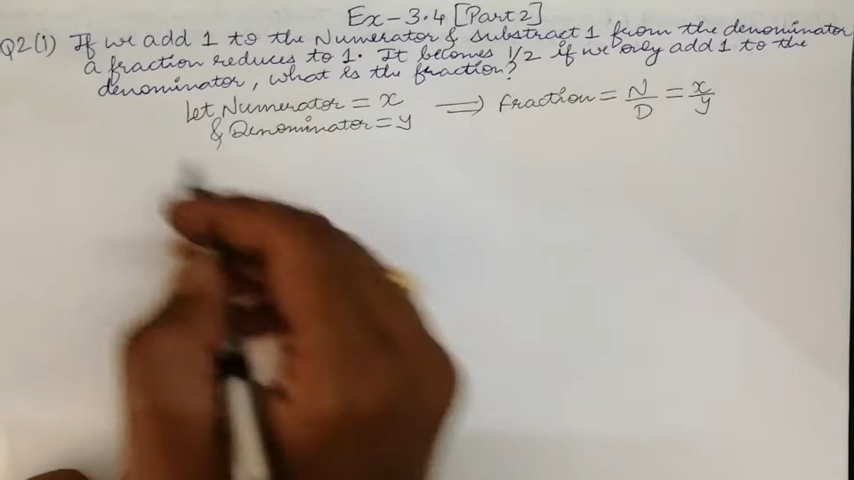 Ex-3.4 [Part 2]
Q2(1) If we add 1 to the Numerator & substract 1 from the denominator
a fraction reduces to 1. It becomes 1/2 if we only add 1 to the
denominator, what is the fraction?
Let Numerator = x ⟹ fraction = N/D = x/y
& Denominator = y